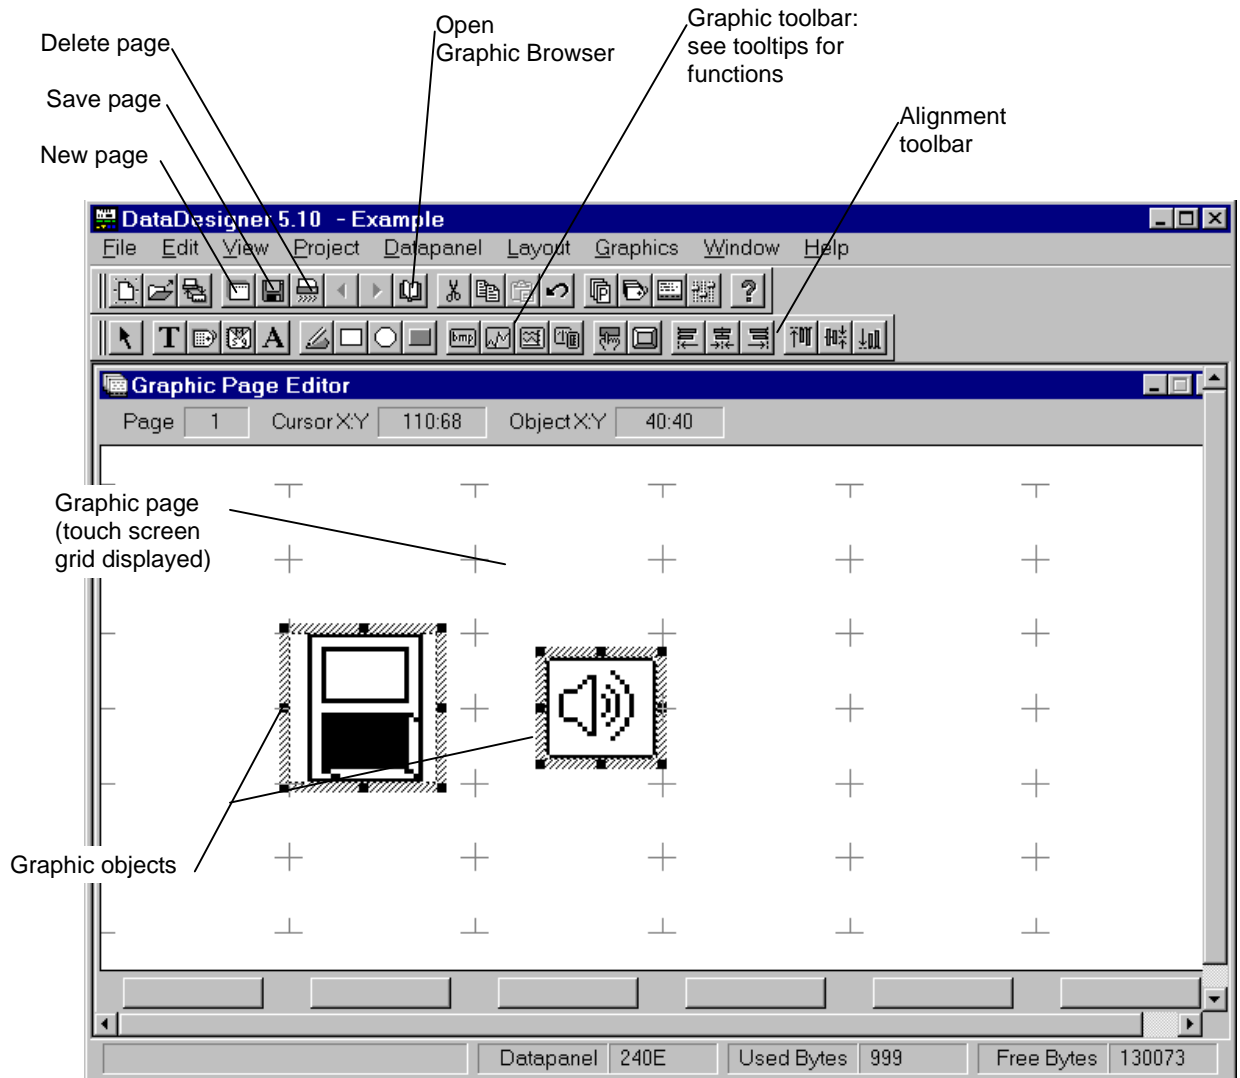 Delete page
Save page
New page
Open
Graphic Browser
Graphic toolbar:
see tooltips for
functions
Alignment
toolbar
DataDesigner 5.10 - Example
File Edit View Project Datapanel Layout Graphics Window Help
T A bmp
Graphic Page Editor
Page 1 Cursor X:Y 110:68 Object X:Y 40:40
Graphic page
(touch screen
grid displayed)
Graphic objects
Datapanel 240E Used Bytes 999 Free Bytes 130073